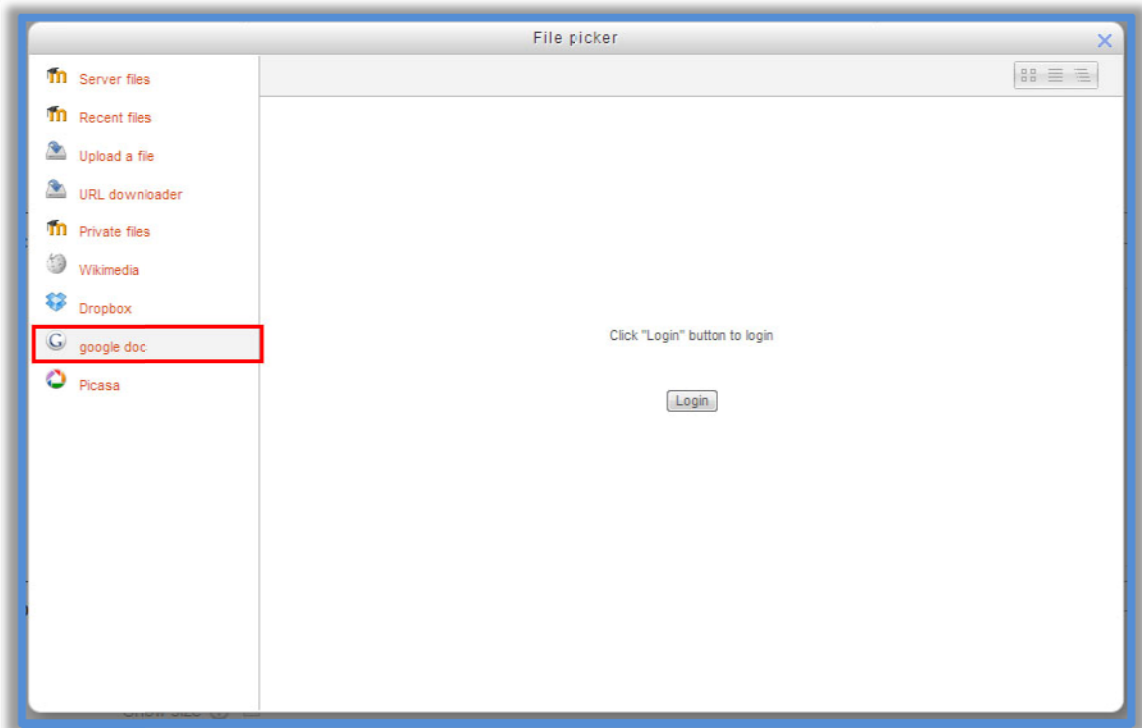 File picker
Server files
Recent files
Upload a file
URL downloader
Private files
Wikimedia
Dropbox
google doc
Picasa
Click "Login" button to login
Login